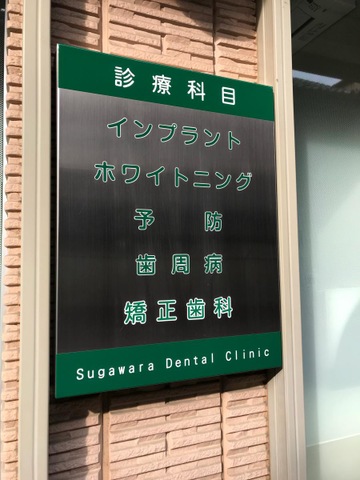 診療科目
インプラント
ホワイトニング
予防
歯周病
矯正歯科
Sugawara Dental Clinic